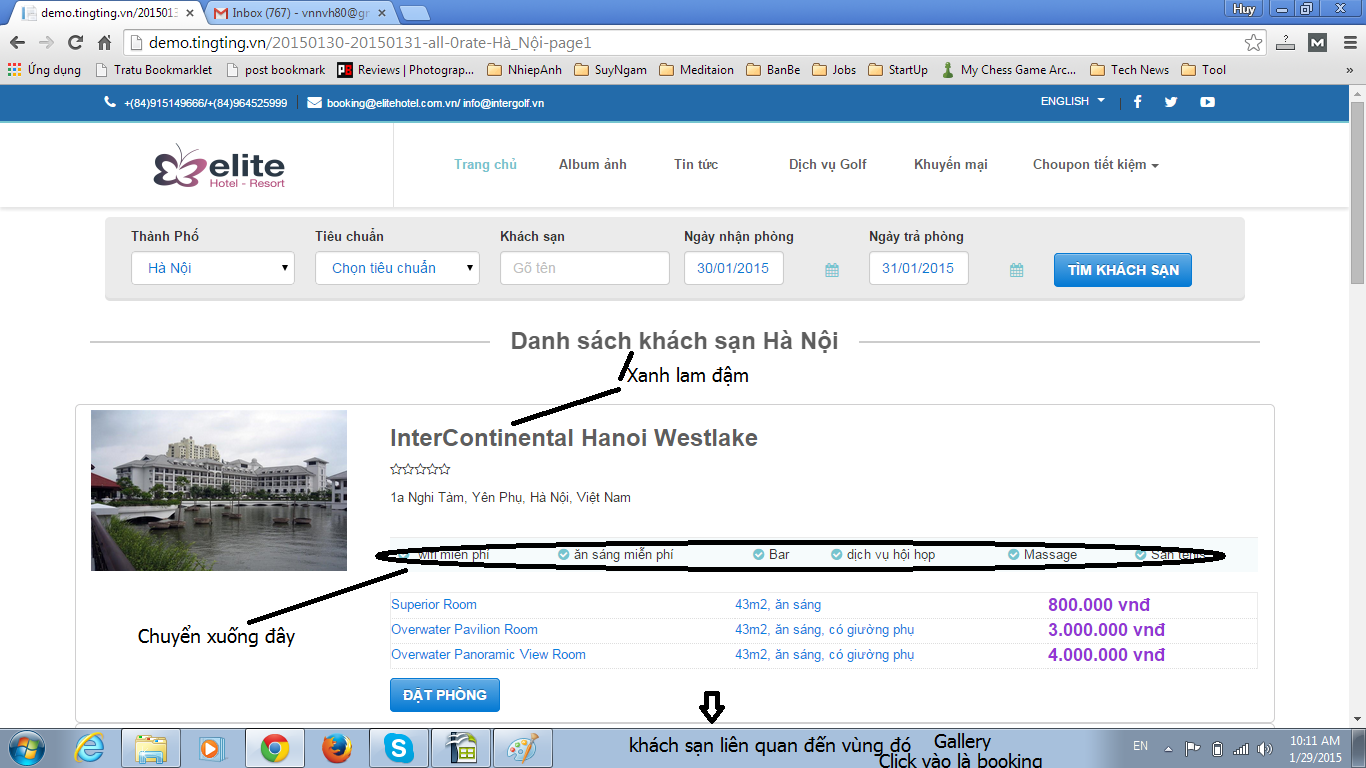 demo.tingting.vn/2015013
Inbox (767) - vnnvh80@gr
Huy
demo.tingting.vn/20150130-20150131-all-0rate-Hà_Nội-page1
Ứng dụng Tratu Bookmarklet post bookmark Reviews | Photograp... NhiepAnh SuyNgam Meditaion BanBe Jobs StartUp My Chess Game Arc... Tech News Tool »
+(84)915149666/+(84)964525999 booking@elitehotel.com.vn/ info@intergolf.vn ENGLISH
elite
Hotel - Resort
Trang chủ Album ảnh Tin tức Dịch vụ Golf Khuyến mại Choupon tiết kiệm
Thành Phố Tiêu chuẩn Khách sạn Ngày nhận phòng Ngày trả phòng
Hà Nội Chọn tiêu chuẩn Gõ tên 30/01/2015 31/01/2015 TÌM KHÁCH SẠN
Danh sách khách sạn Hà Nội
Xanh lam đậm
InterContinental Hanoi Westlake
1a Nghi Tàm, Yên Phụ, Hà Nội, Việt Nam
wifi miễn phí ăn sáng miễn phí Bar dịch vụ hội họp Massage Sân tenis
Chuyển xuống đây
Superior Room 43m2, ăn sáng 800.000 vnđ
Overwater Pavilion Room 43m2, ăn sáng, có giường phụ 3.000.000 vnđ
Overwater Panoramic View Room 43m2, ăn sáng, có giường phụ 4.000.000 vnđ
ĐẶT PHÒNG
khách sạn liên quan đến vùng đó
Gallery
Click vào là booking
EN
10:11 AM
1/29/2015